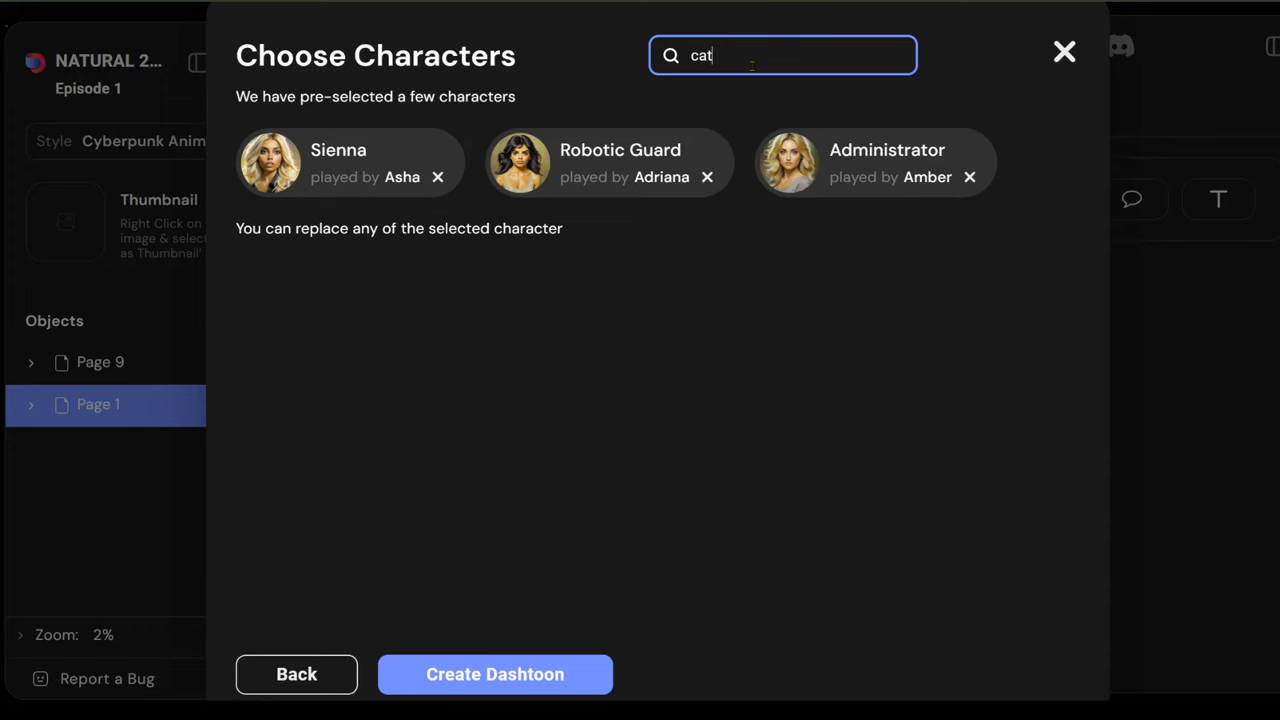 NATURAL 2...
Episode 1
Style Cyberpunk Anim
Thumbnail
Right Click on
image & select
as Thumbnail'
Objects
Page 9
Page 1
Zoom: 2%
Report a Bug
Choose Characters
cat
We have pre-selected a few characters
Sienna
played by Asha
Robotic Guard
played by Adriana
Administrator
played by Amber
You can replace any of the selected character
Back
Create Dashtoon
T